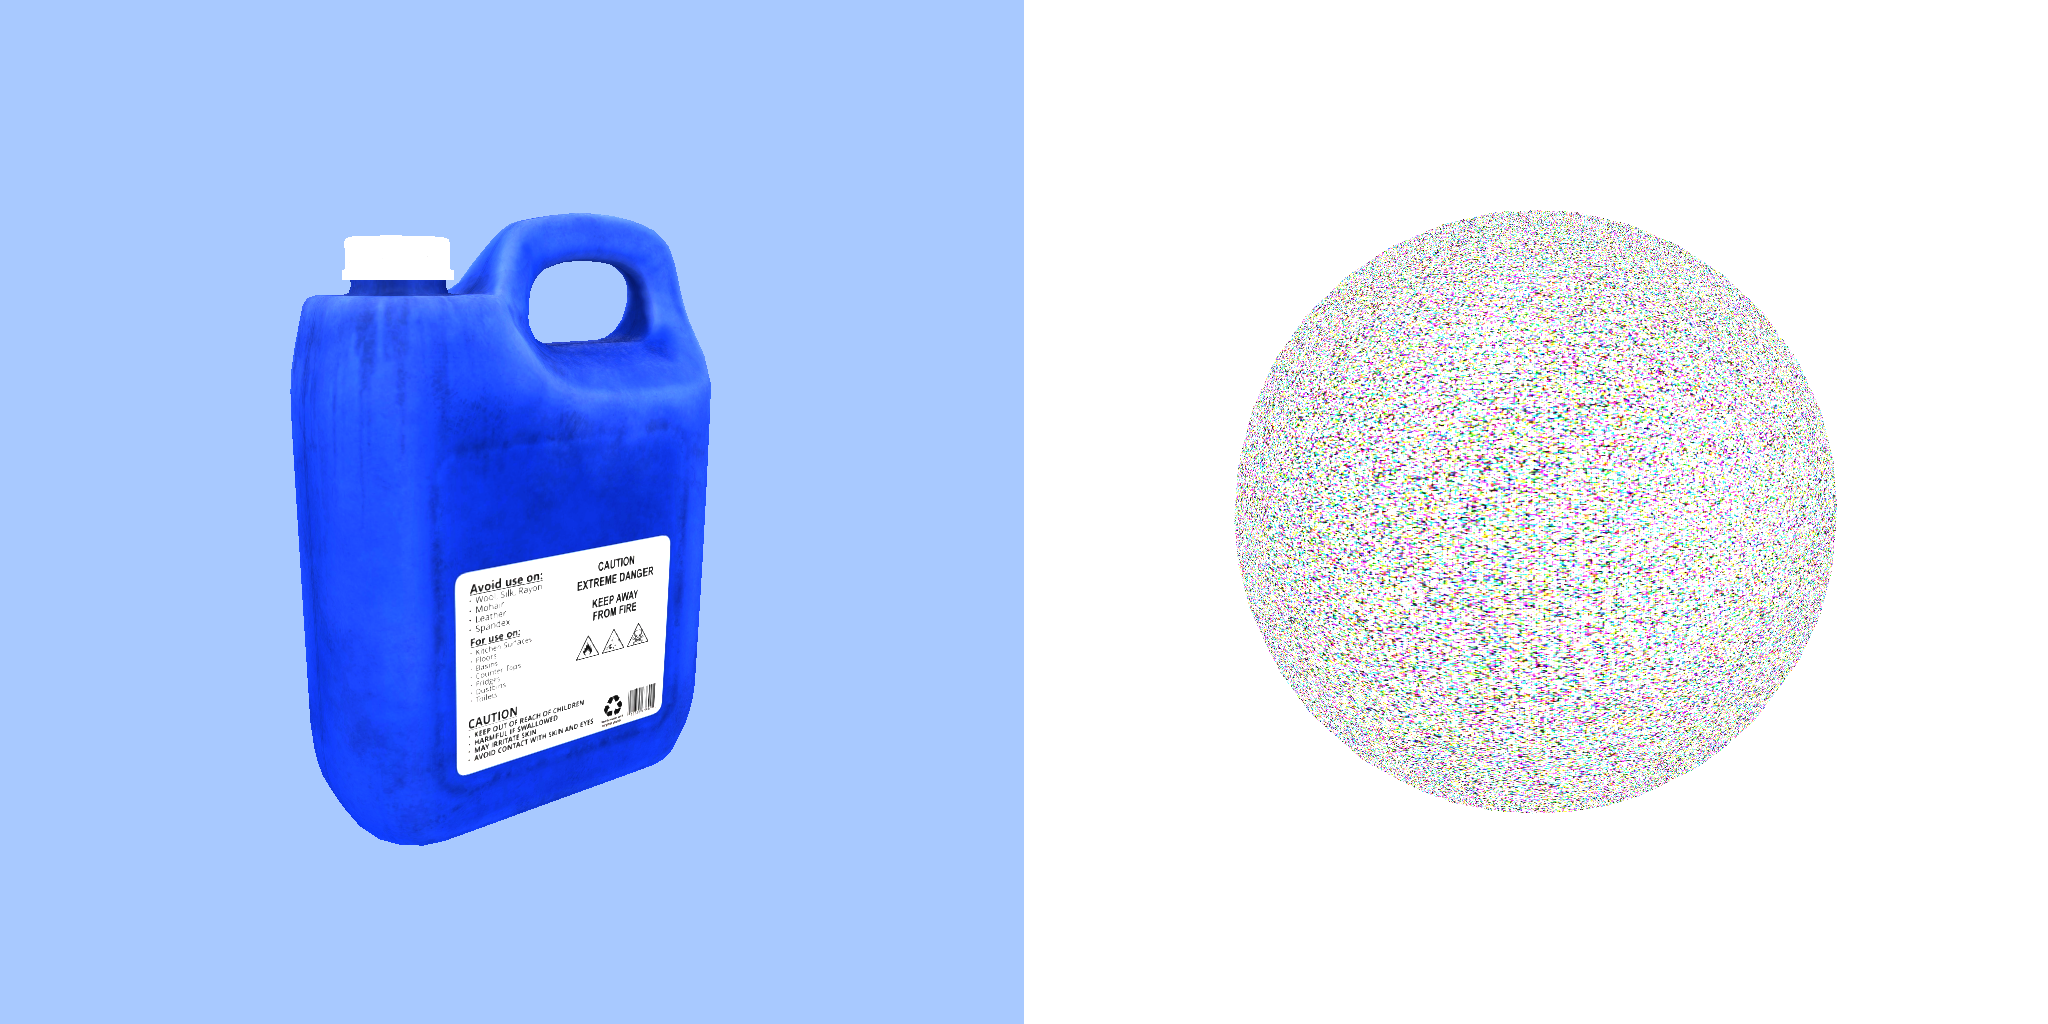 Avoid use on:
- Wool, Silk, Rayon
- Mohair
- Leather
- Spandex
For use on:
- Kitchen Surfaces
- Floors
- Basins
- Counter Tops
- Fridges
- Dustbins
- Toilets
CAUTION
- KEEP OUT OF REACH OF CHILDREN
- HARMFUL IF SWALLOWED
- MAY IRRITATE SKIN
- AVOID CONTACT WITH SKIN AND EYES
CAUTION
EXTREME DANGER
KEEP AWAY
FROM FIRE